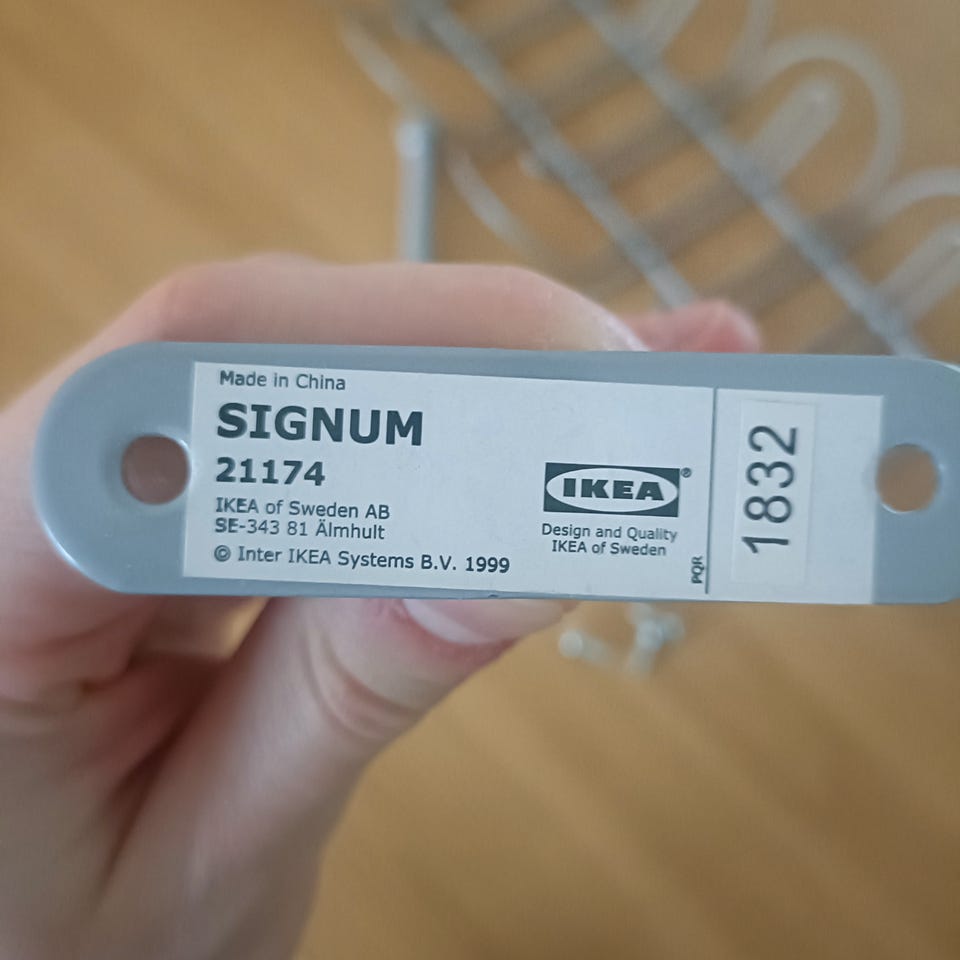 Made in China
SIGNUM
21174
IKEA of Sweden AB
SE-343 81 Älmhult
© Inter IKEA Systems B.V. 1999
IKEA®
Design and Quality
IKEA of Sweden
PQR
1832